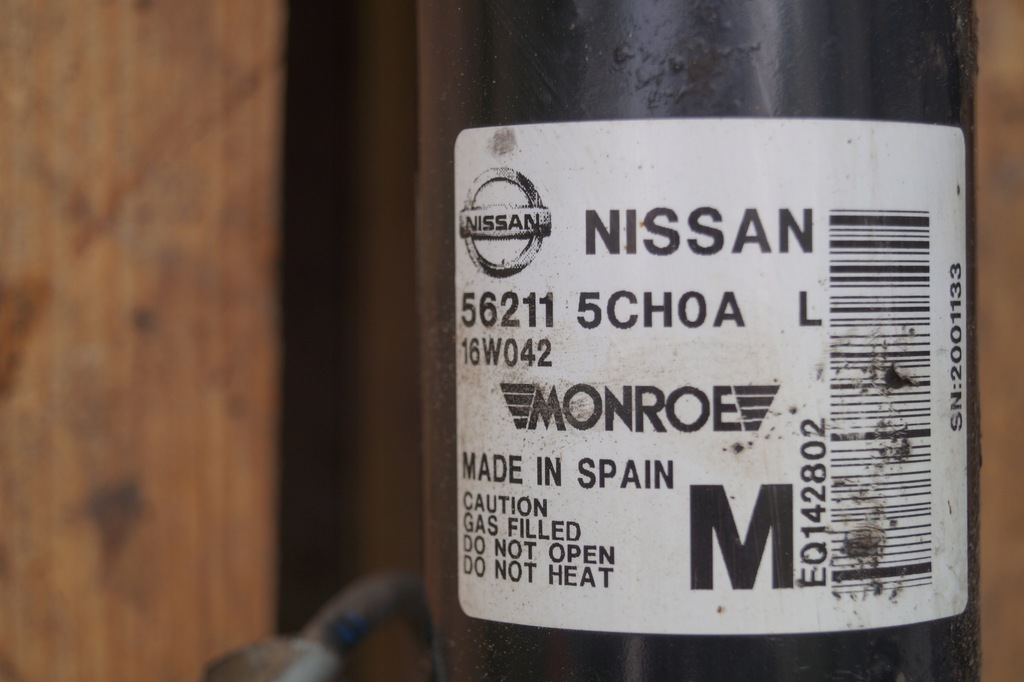 NISSAN
NISSAN
56211 5CH0A L
16W042
MONROE
MADE IN SPAIN
CAUTION
GAS FILLED
DO NOT OPEN
DO NOT HEAT
M
EQ142802
SN:2001133